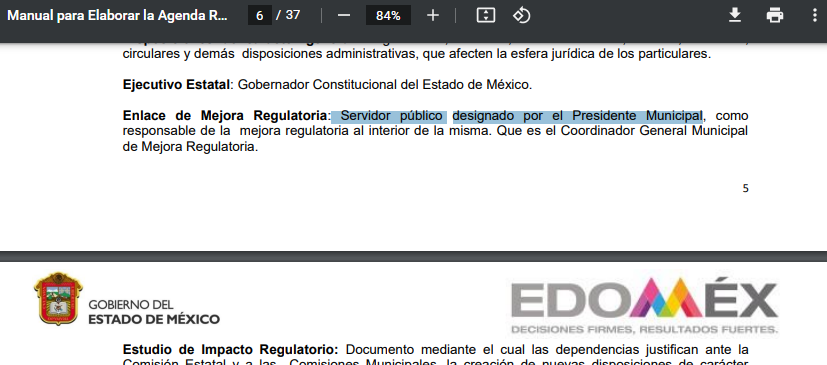 Manual para Elaborar la Agenda R... 6 / 37 84%
circulares y demás disposiciones administrativas, que afecten la esfera jurídica de los particulares.
Ejecutivo Estatal: Gobernador Constitucional del Estado de México.
Enlace de Mejora Regulatoria: Servidor público designado por el Presidente Municipal, como
responsable de la mejora regulatoria al interior de la misma. Que es el Coordinador General Municipal
de Mejora Regulatoria.
5
GOBIERNO DEL
ESTADO DE MÉXICO
EDOMÉX
DECISIONES FIRMES, RESULTADOS FUERTES.
Estudio de Impacto Regulatorio: Documento mediante el cual las dependencias justifican ante la
Comisión Estatal y a las Comisiones Municipales, la creación de nuevas disposiciones de carácter